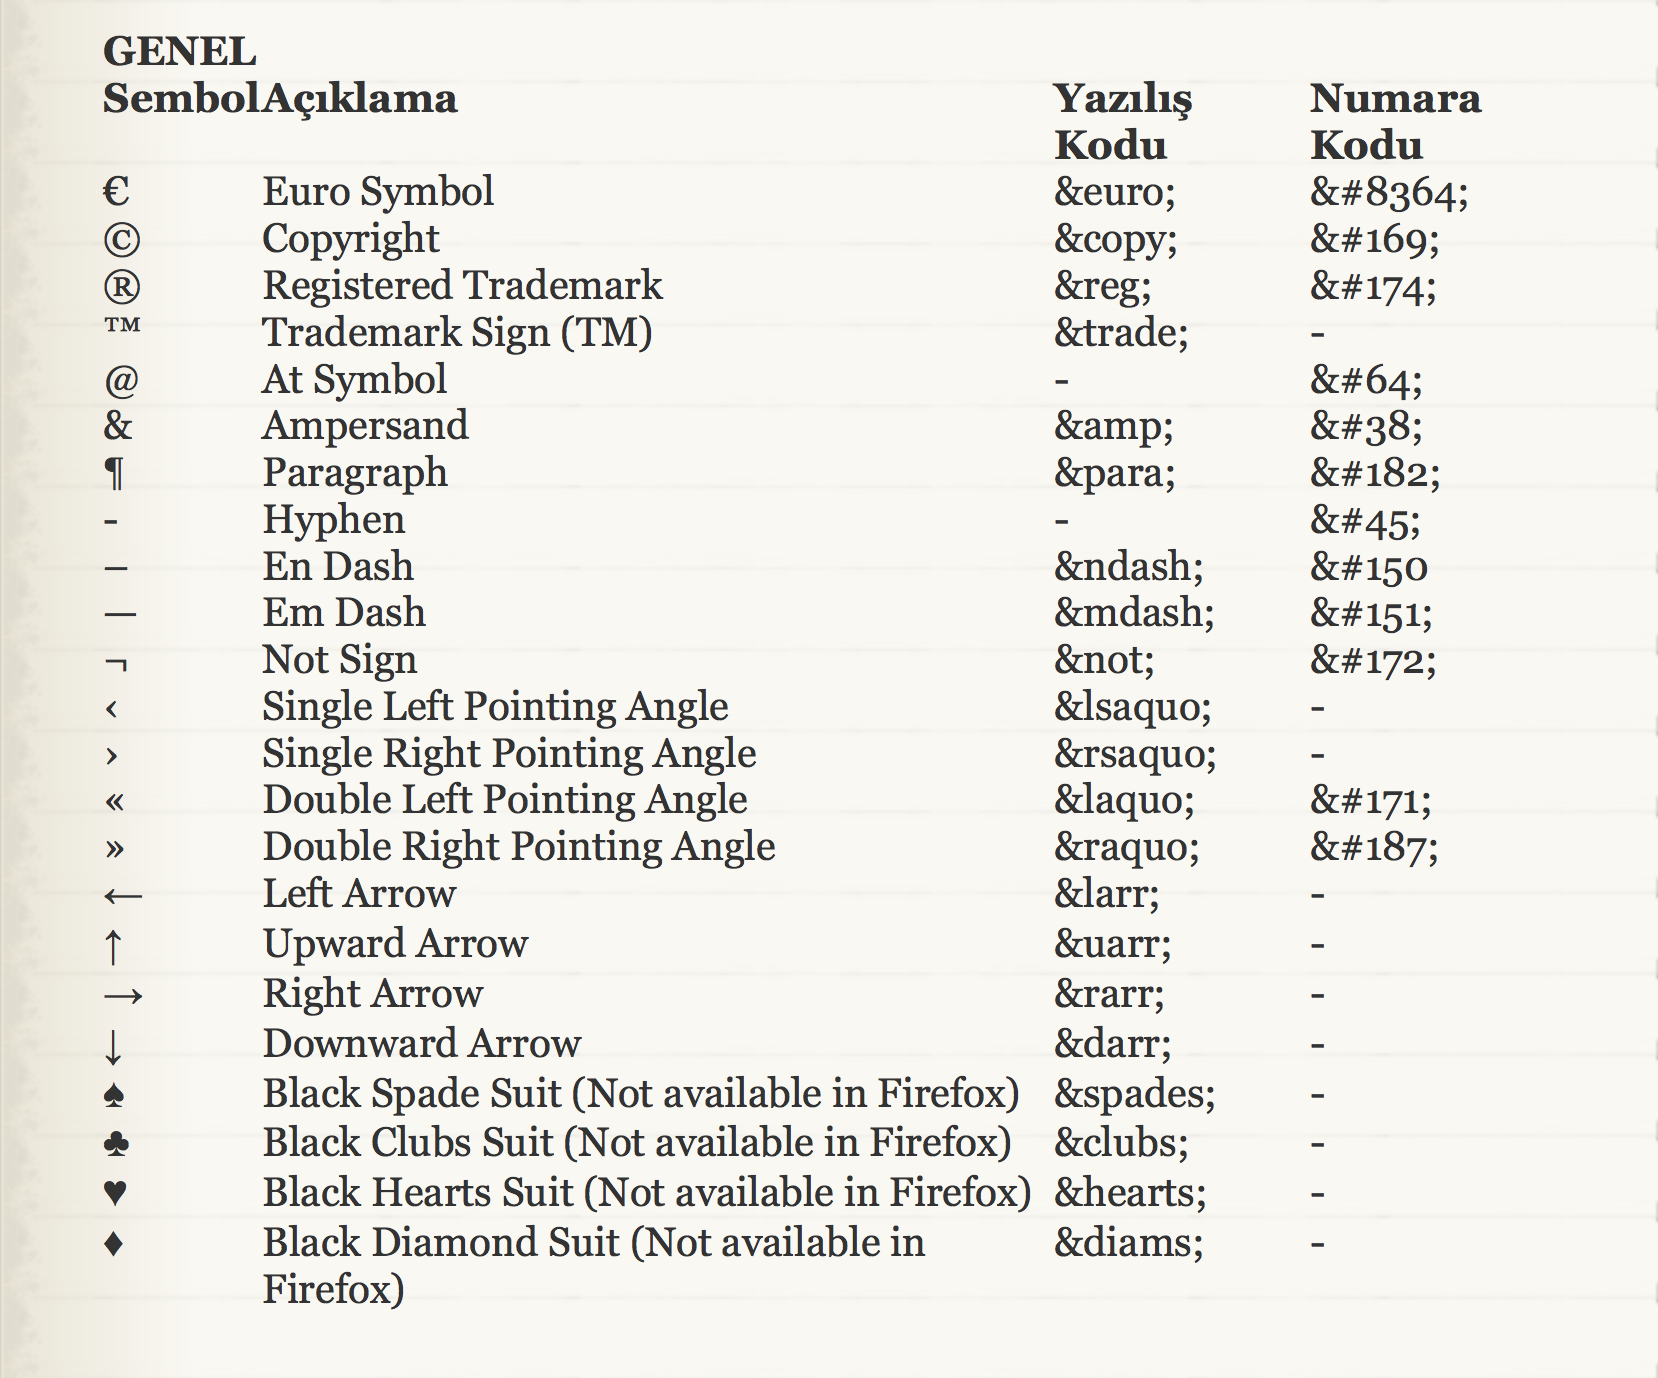 GENEL
Sembol Açıklama Yazılış Numara
Kodu Kodu
€ Euro Symbol &euro; &#8364;
© Copyright &copy; &#169;
® Registered Trademark &reg; &#174;
™ Trademark Sign (TM) &trade; -
@ At Symbol - &#64;
& Ampersand &amp; &#38;
¶ Paragraph &para; &#182;
- Hyphen - &#45;
– En Dash &ndash; &#150
— Em Dash &mdash; &#151;
¬ Not Sign &not; &#172;
‹ Single Left Pointing Angle &lsaquo; -
› Single Right Pointing Angle &rsaquo; -
« Double Left Pointing Angle &laquo; &#171;
» Double Right Pointing Angle &raquo; &#187;
← Left Arrow &larr; -
↑ Upward Arrow &uarr; -
→ Right Arrow &rarr; -
↓ Downward Arrow &darr; -
♠ Black Spade Suit (Not available in Firefox) &spades; -
♣ Black Clubs Suit (Not available in Firefox) &clubs; -
♥ Black Hearts Suit (Not available in Firefox) &hearts; -
♦ Black Diamond Suit (Not available in &diams; -
Firefox)